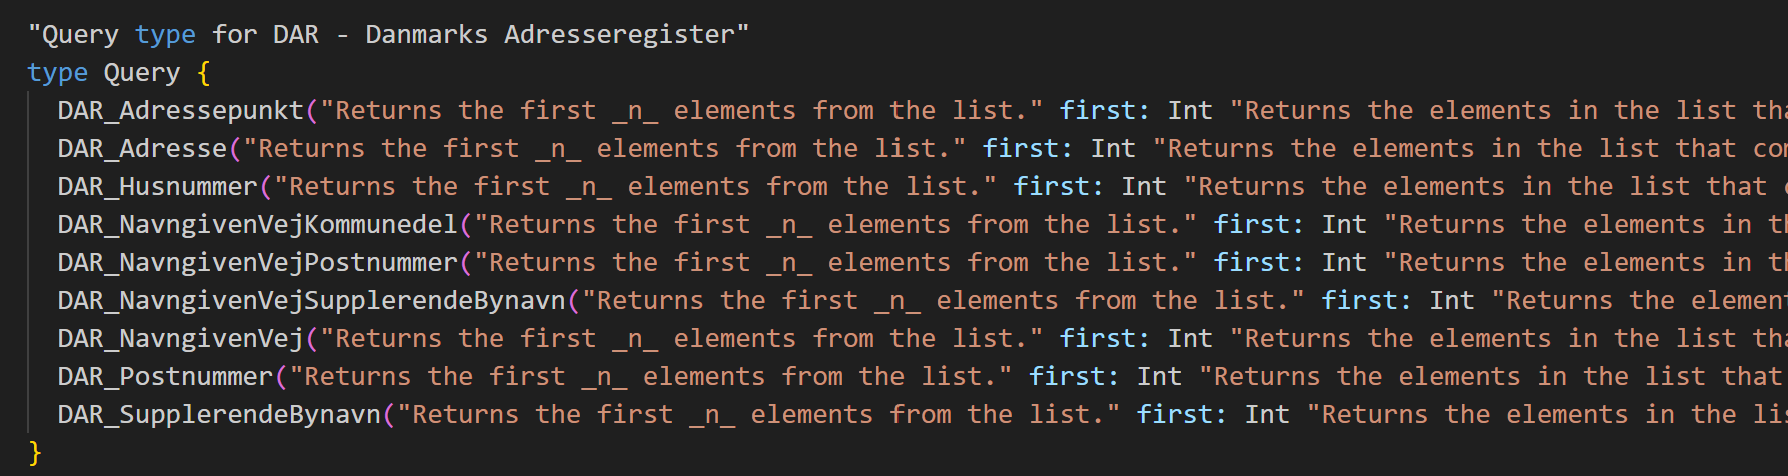 "Query type for DAR - Danmarks Adresseregister"
type Query {
DAR_Adressepunkt("Returns the first _n_ elements from the list." first: Int "Returns the elements in the list
DAR_Adresse("Returns the first _n_ elements from the list." first: Int "Returns the elements in the list that
DAR_Husnummer("Returns the first _n_ elements from the list." first: Int "Returns the elements in the list that
DAR_NavngivenVejKommunedel("Returns the first _n_ elements from the list." first: Int "Returns the elements in
DAR_NavngivenVejPostnummer("Returns the first _n_ elements from the list." first: Int "Returns the elements in
DAR_NavngivenVejSupplerendeBynavn("Returns the first _n_ elements from the list." first: Int "Returns the
DAR_NavngivenVej("Returns the first _n_ elements from the list." first: Int "Returns the elements in the list
DAR_Postnummer("Returns the first _n_ elements from the list." first: Int "Returns the elements in the list that
DAR_SupplerendeBynavn("Returns the first _n_ elements from the list." first: Int "Returns the elements in the
}